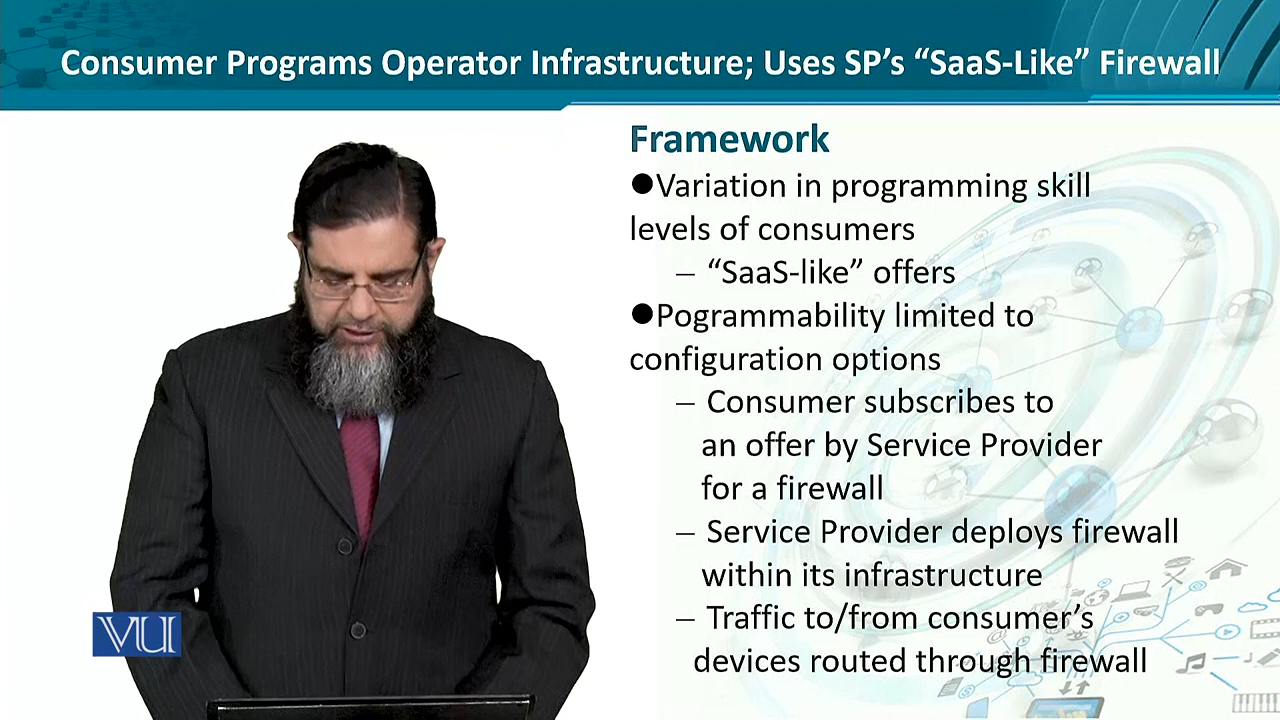 Consumer Programs Operator Infrastructure; Uses SP’s “SaaS-Like” Firewall
Framework
●Variation in programming skill
levels of consumers
– “SaaS-like” offers
●Pogrammability limited to
configuration options
– Consumer subscribes to
an offer by Service Provider
for a firewall
– Service Provider deploys firewall
within its infrastructure
– Traffic to/from consumer’s
devices routed through firewall
VU